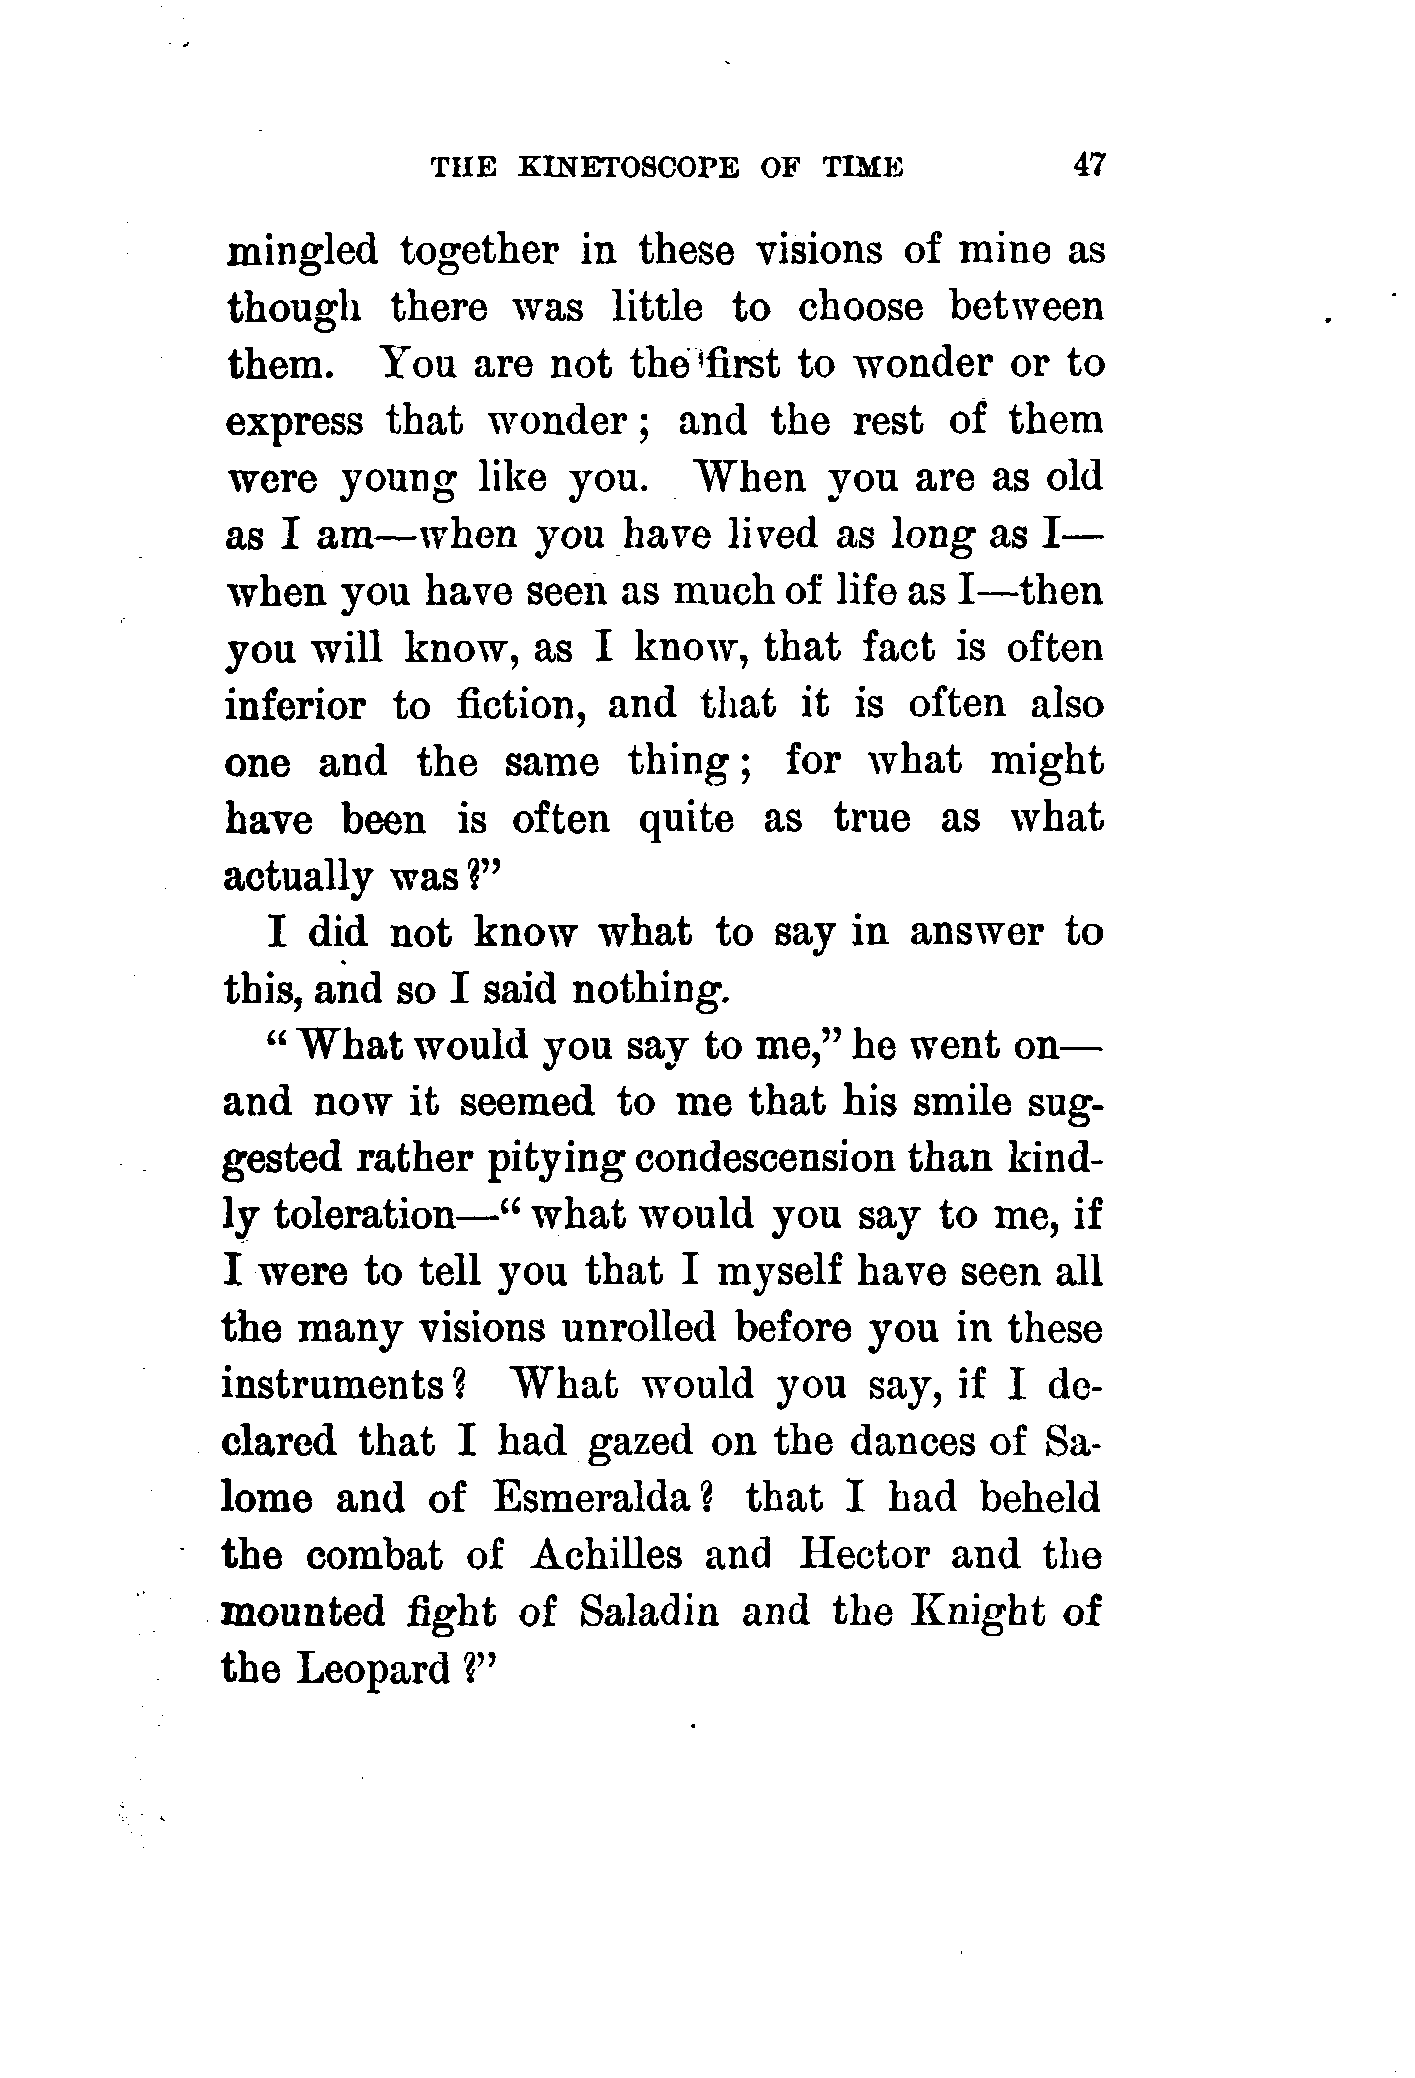 THE KINETOSCOPE OF TIME 47
mingled together in these visions of mine as
though there was little to choose between
them. You are not the first to wonder or to
express that wonder; and the rest of them
were young like you. When you are as old
as I am—when you have lived as long as I—
when you have seen as much of life as I—then
you will know, as I know, that fact is often
inferior to fiction, and that it is often also
one and the same thing; for what might
have been is often quite as true as what
actually was?”
I did not know what to say in answer to
this, and so I said nothing.
“What would you say to me,” he went on—
and now it seemed to me that his smile sug-
gested rather pitying condescension than kind-
ly toleration—“what would you say to me, if
I were to tell you that I myself have seen all
the many visions unrolled before you in these
instruments? What would you say, if I de-
clared that I had gazed on the dances of Sa-
lome and of Esmeralda? that I had beheld
the combat of Achilles and Hector and the
mounted fight of Saladin and the Knight of
the Leopard?”